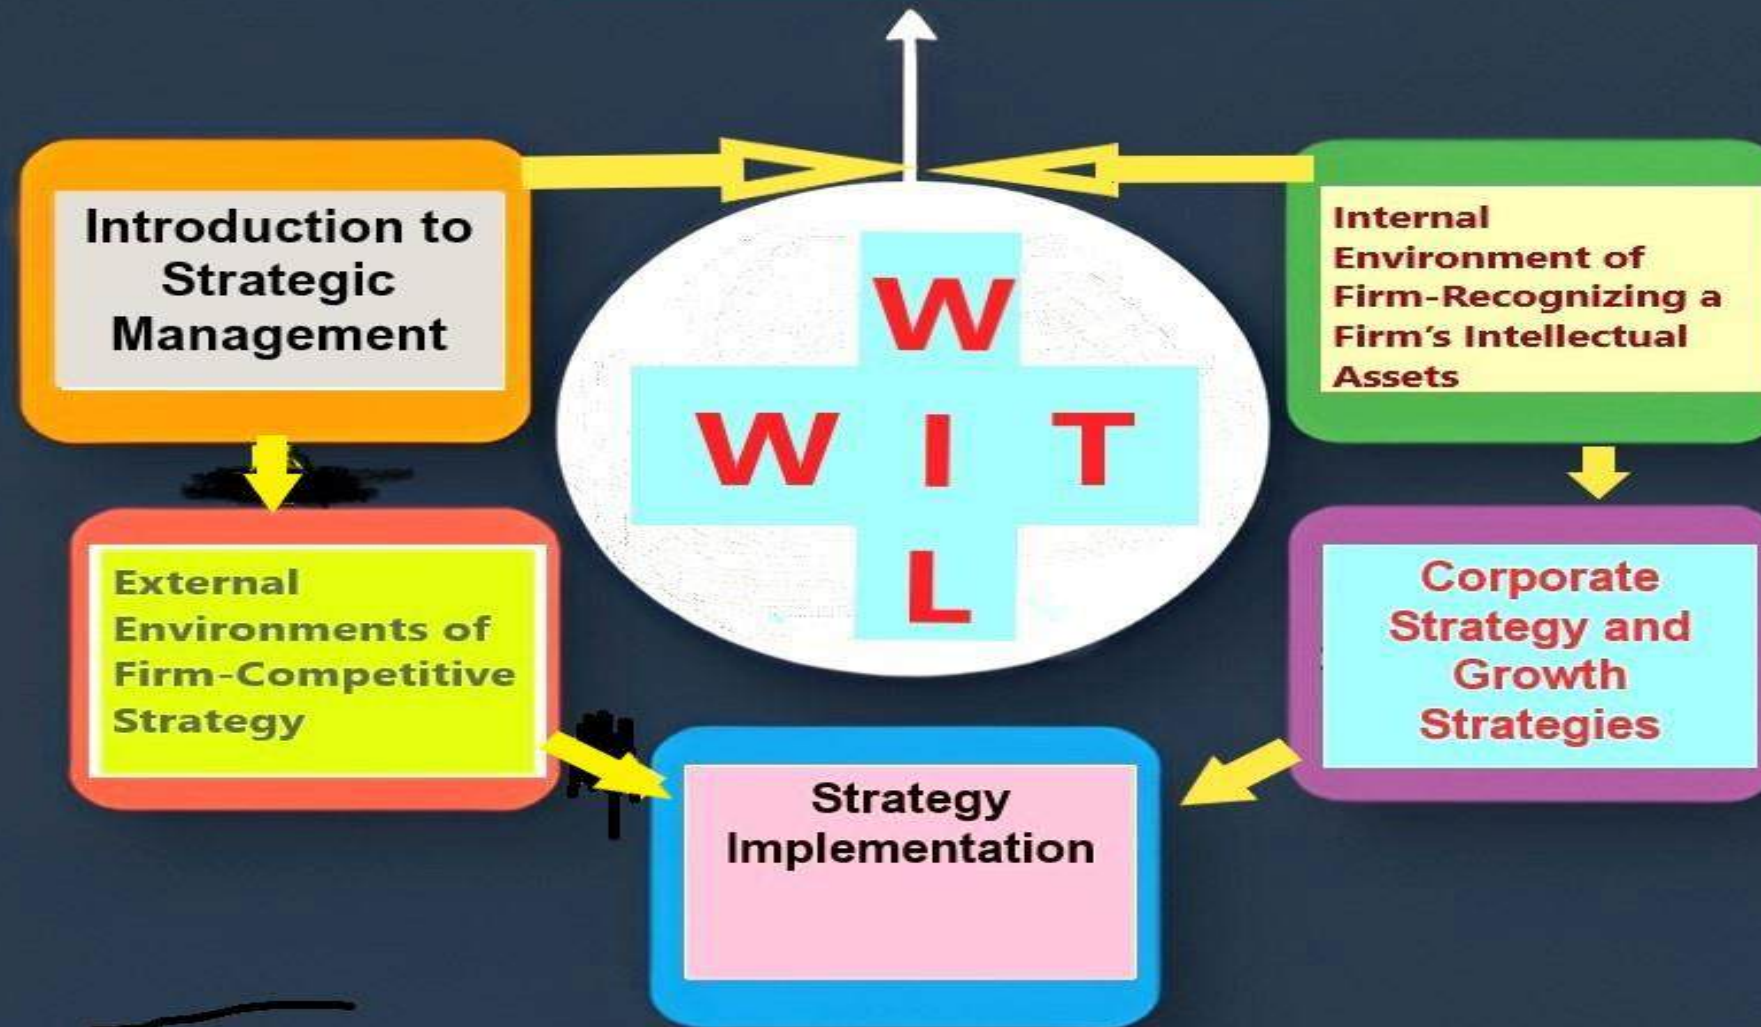 Introduction to
Strategic
Management
Internal
Environment of
Firm-Recognizing a
Firm's Intellectual
Assets
W
W I T
L
External
Environments of
Firm-Competitive
Strategy
Corporate
Strategy and
Growth
Strategies
Strategy
Implementation